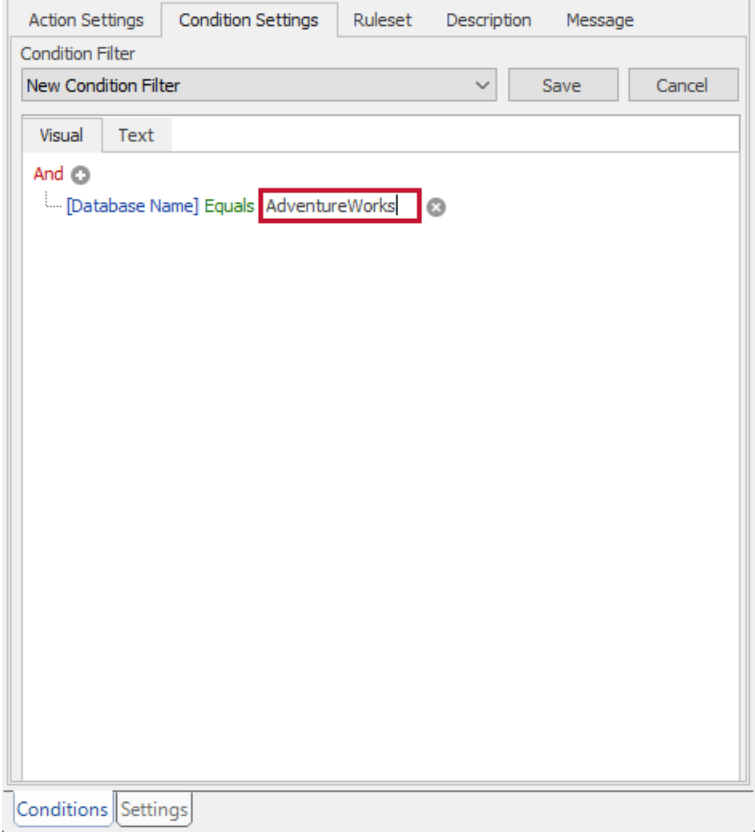 Action Settings Condition Settings Ruleset Description Message
Condition Filter
New Condition Filter Save Cancel
Visual Text
And
[Database Name] Equals AdventureWorks
Conditions Settings